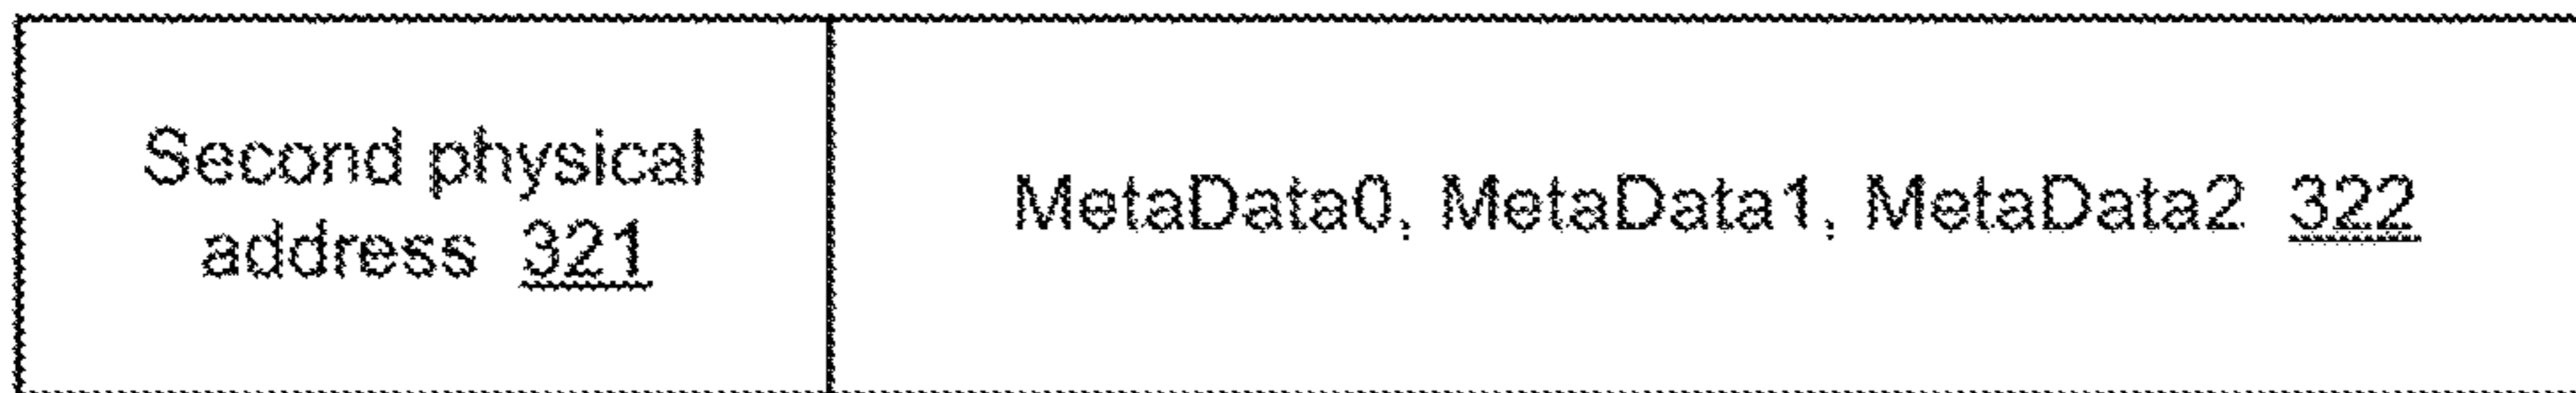 Second physical
address 321
MetaData0, MetaData1, MetaData2 322